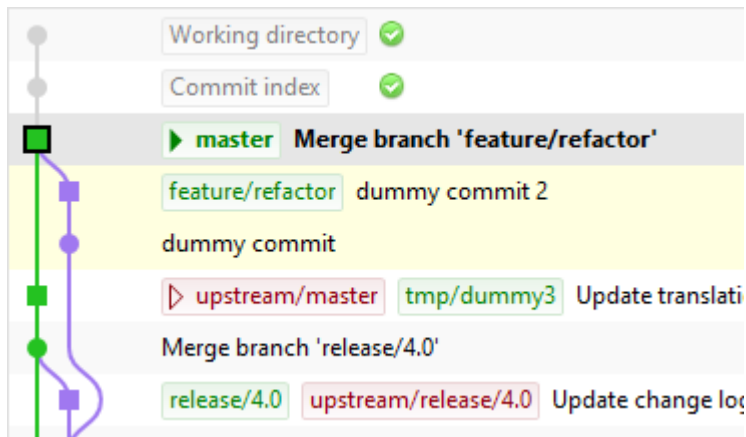 Working directory
Commit index
master Merge branch 'feature/refactor'
feature/refactor dummy commit 2
dummy commit
upstream/master tmp/dummy3 Update translati
Merge branch 'release/4.0'
release/4.0 upstream/release/4.0 Update change log